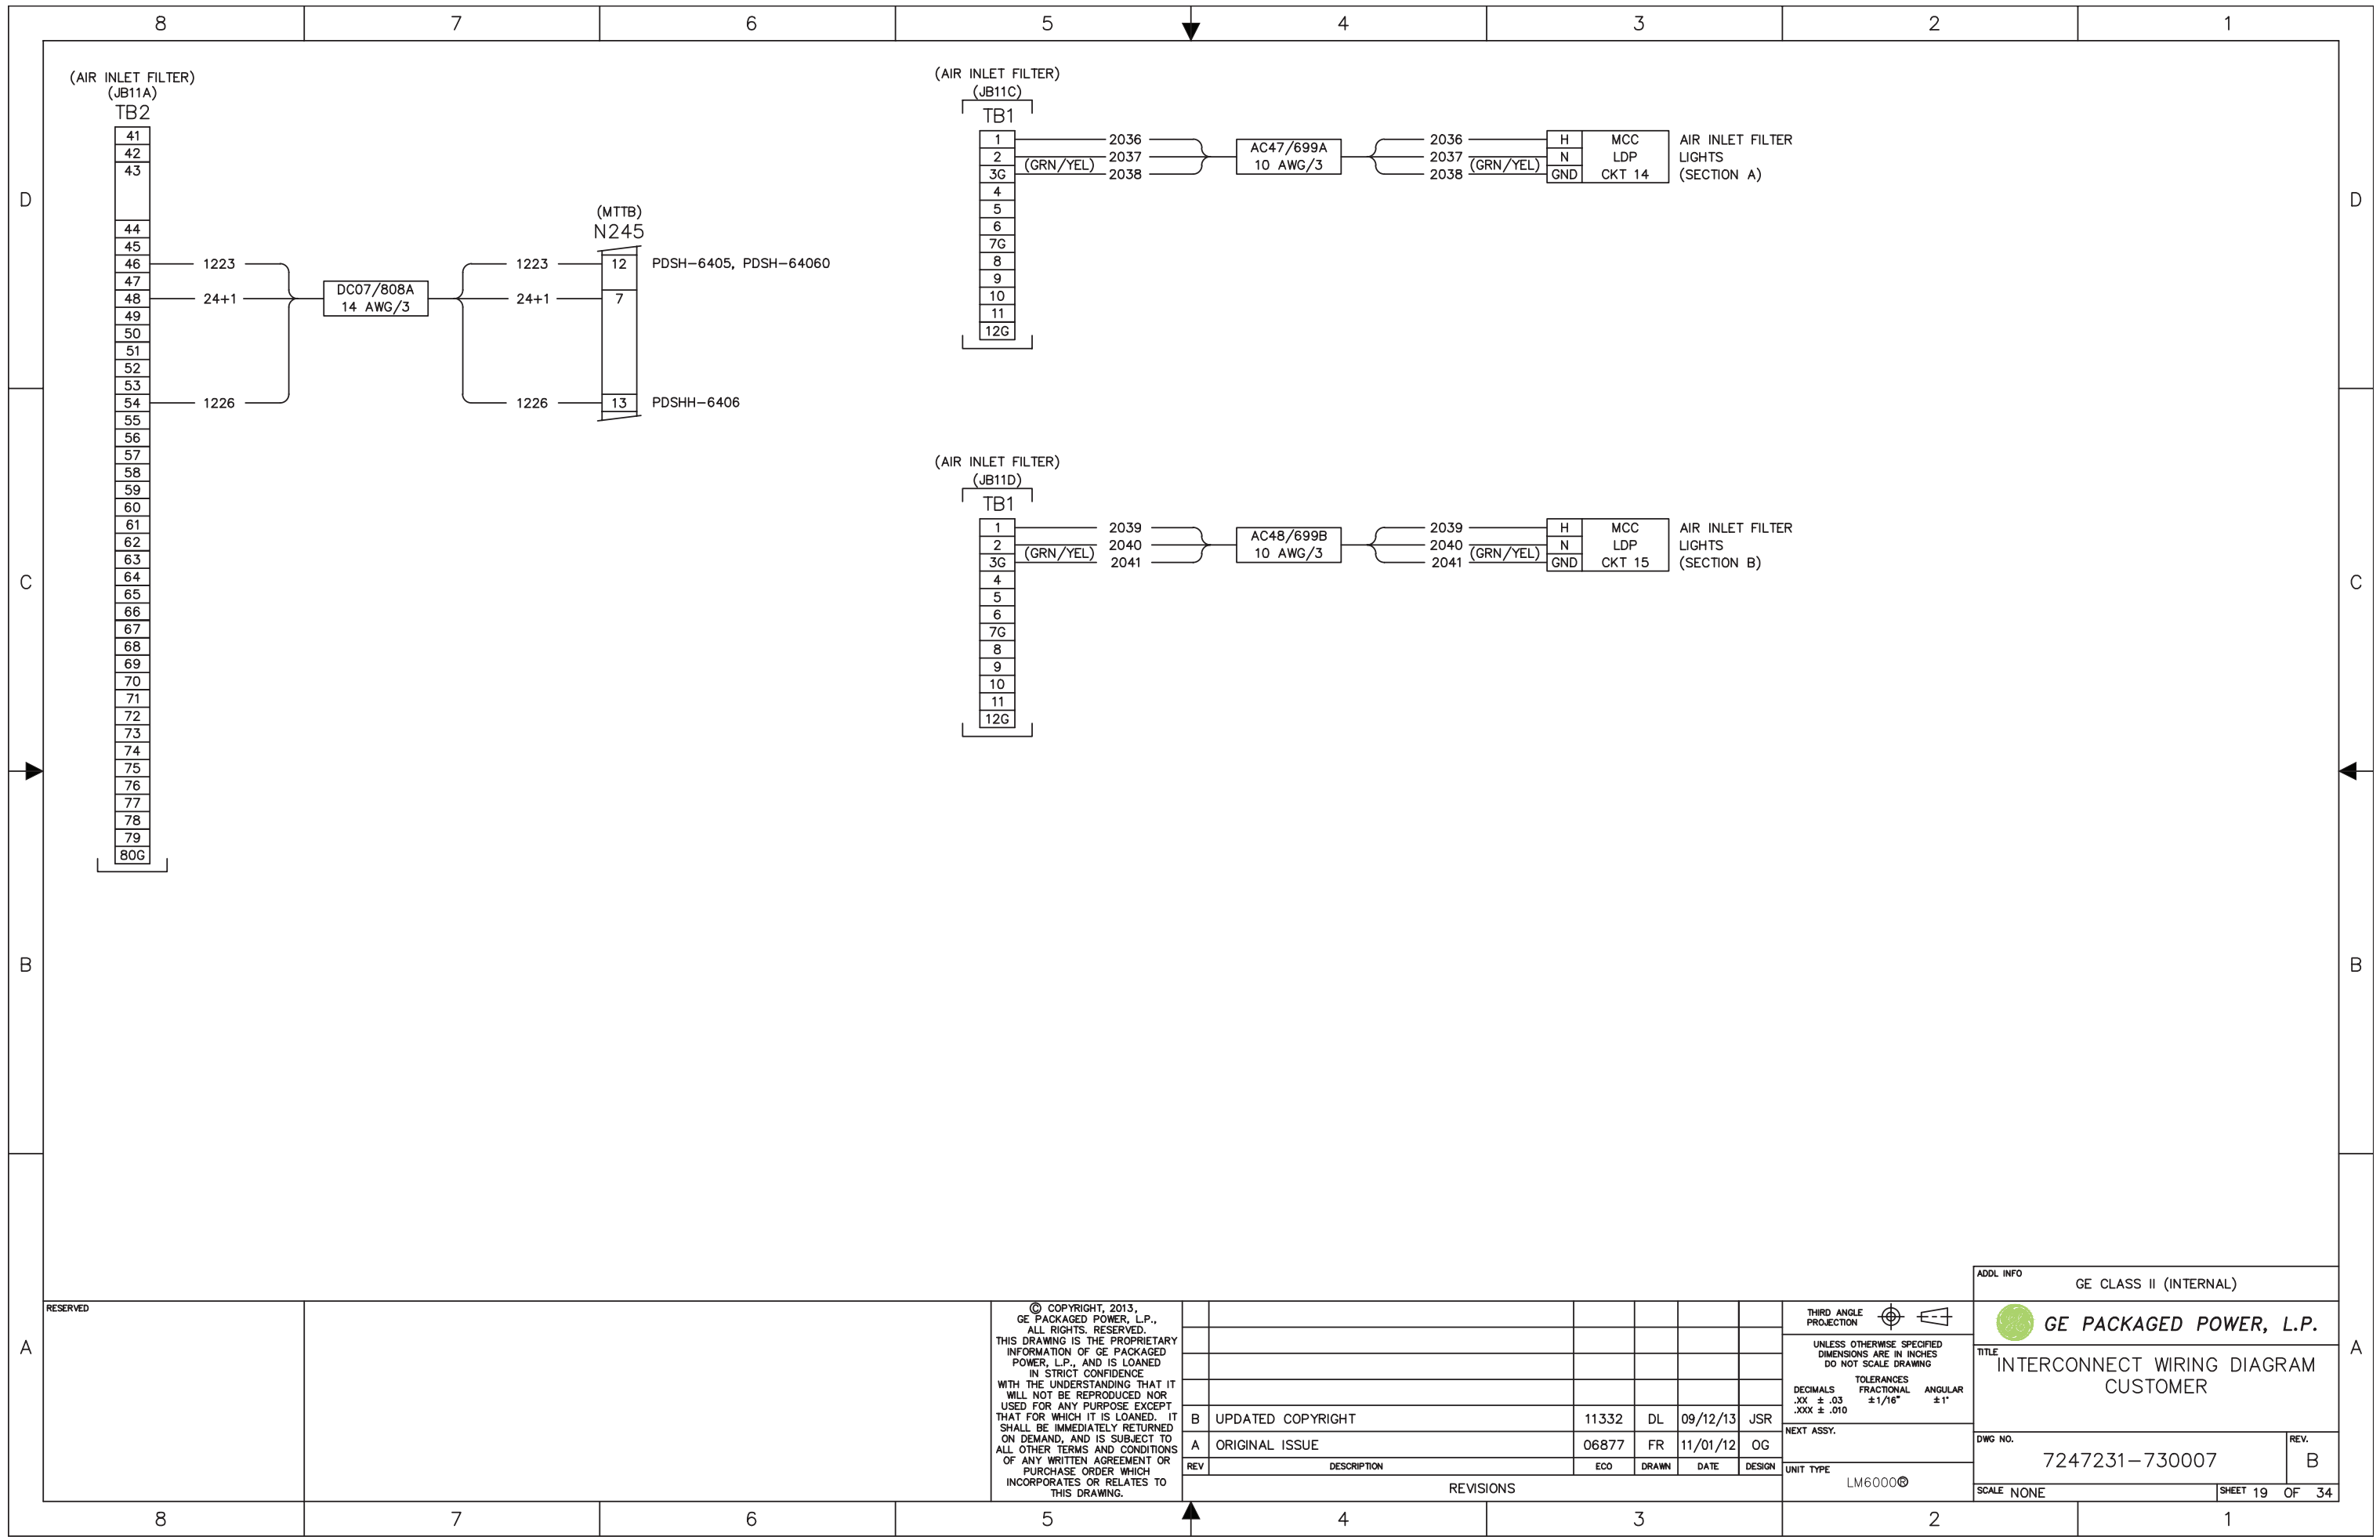 8 7 6 5 4 3 2 1
(AIR INLET FILTER)
(JB11A)
TB2
41
42
43
44
45
46 1223
47
48 24+1
49
50
51
52
53
54 1226
55
56
57
58
59
60
61
62
63
64
65
66
67
68
69
70
71
72
73
74
75
76
77
78
79
80G
DC07/808A
14 AWG/3
(MTTB)
N245
1223 12 PDSH-6405, PDSH-64060
24+1 7
1226 13 PDSHH-6406
(AIR INLET FILTER)
(JB11C)
TB1
1 2036
2 2037
(GRN/YEL)
3G 2038
4
5
6
7G
8
9
10
11
12G
AC47/699A
10 AWG/3
2036 H MCC AIR INLET FILTER
2037 N LDP LIGHTS
(GRN/YEL)
2038 GND CKT 14 (SECTION A)
(AIR INLET FILTER)
(JB11D)
TB1
1 2039
2 2040
(GRN/YEL)
3G 2041
4
5
6
7G
8
9
10
11
12G
AC48/699B
10 AWG/3
2039 H MCC AIR INLET FILTER
2040 N LDP LIGHTS
(GRN/YEL)
2041 GND CKT 15 (SECTION B)
D D
C C
B B
A A
RESERVED
© COPYRIGHT, 2013,
GE PACKAGED POWER, L.P.,
ALL RIGHTS. RESERVED.
THIS DRAWING IS THE PROPRIETARY
INFORMATION OF GE PACKAGED
POWER, L.P., AND IS LOANED
IN STRICT CONFIDENCE
WITH THE UNDERSTANDING THAT IT
WILL NOT BE REPRODUCED NOR
USED FOR ANY PURPOSE EXCEPT
THAT FOR WHICH IT IS LOANED. IT
SHALL BE IMMEDIATELY RETURNED
ON DEMAND, AND IS SUBJECT TO
ALL OTHER TERMS AND CONDITIONS
OF ANY WRITTEN AGREEMENT OR
PURCHASE ORDER WHICH
INCORPORATES OR RELATES TO
THIS DRAWING.
B UPDATED COPYRIGHT 11332 DL 09/12/13 JSR
A ORIGINAL ISSUE 06877 FR 11/01/12 OG
REV DESCRIPTION ECO DRAWN DATE DESIGN
REVISIONS
THIRD ANGLE
PROJECTION
UNLESS OTHERWISE SPECIFIED
DIMENSIONS ARE IN INCHES
DO NOT SCALE DRAWING
TOLERANCES
DECIMALS FRACTIONAL ANGULAR
.XX ± .03 ±1/16" ±1°
.XXX ± .010
NEXT ASSY.
UNIT TYPE
LM6000®
ADDL INFO
GE CLASS II (INTERNAL)
GE PACKAGED POWER, L.P.
TITLE
INTERCONNECT WIRING DIAGRAM
CUSTOMER
DWG NO.
7247231-730007
REV.
B
SCALE NONE
SHEET 19 OF 34
8 7 6 5 4 3 2 1